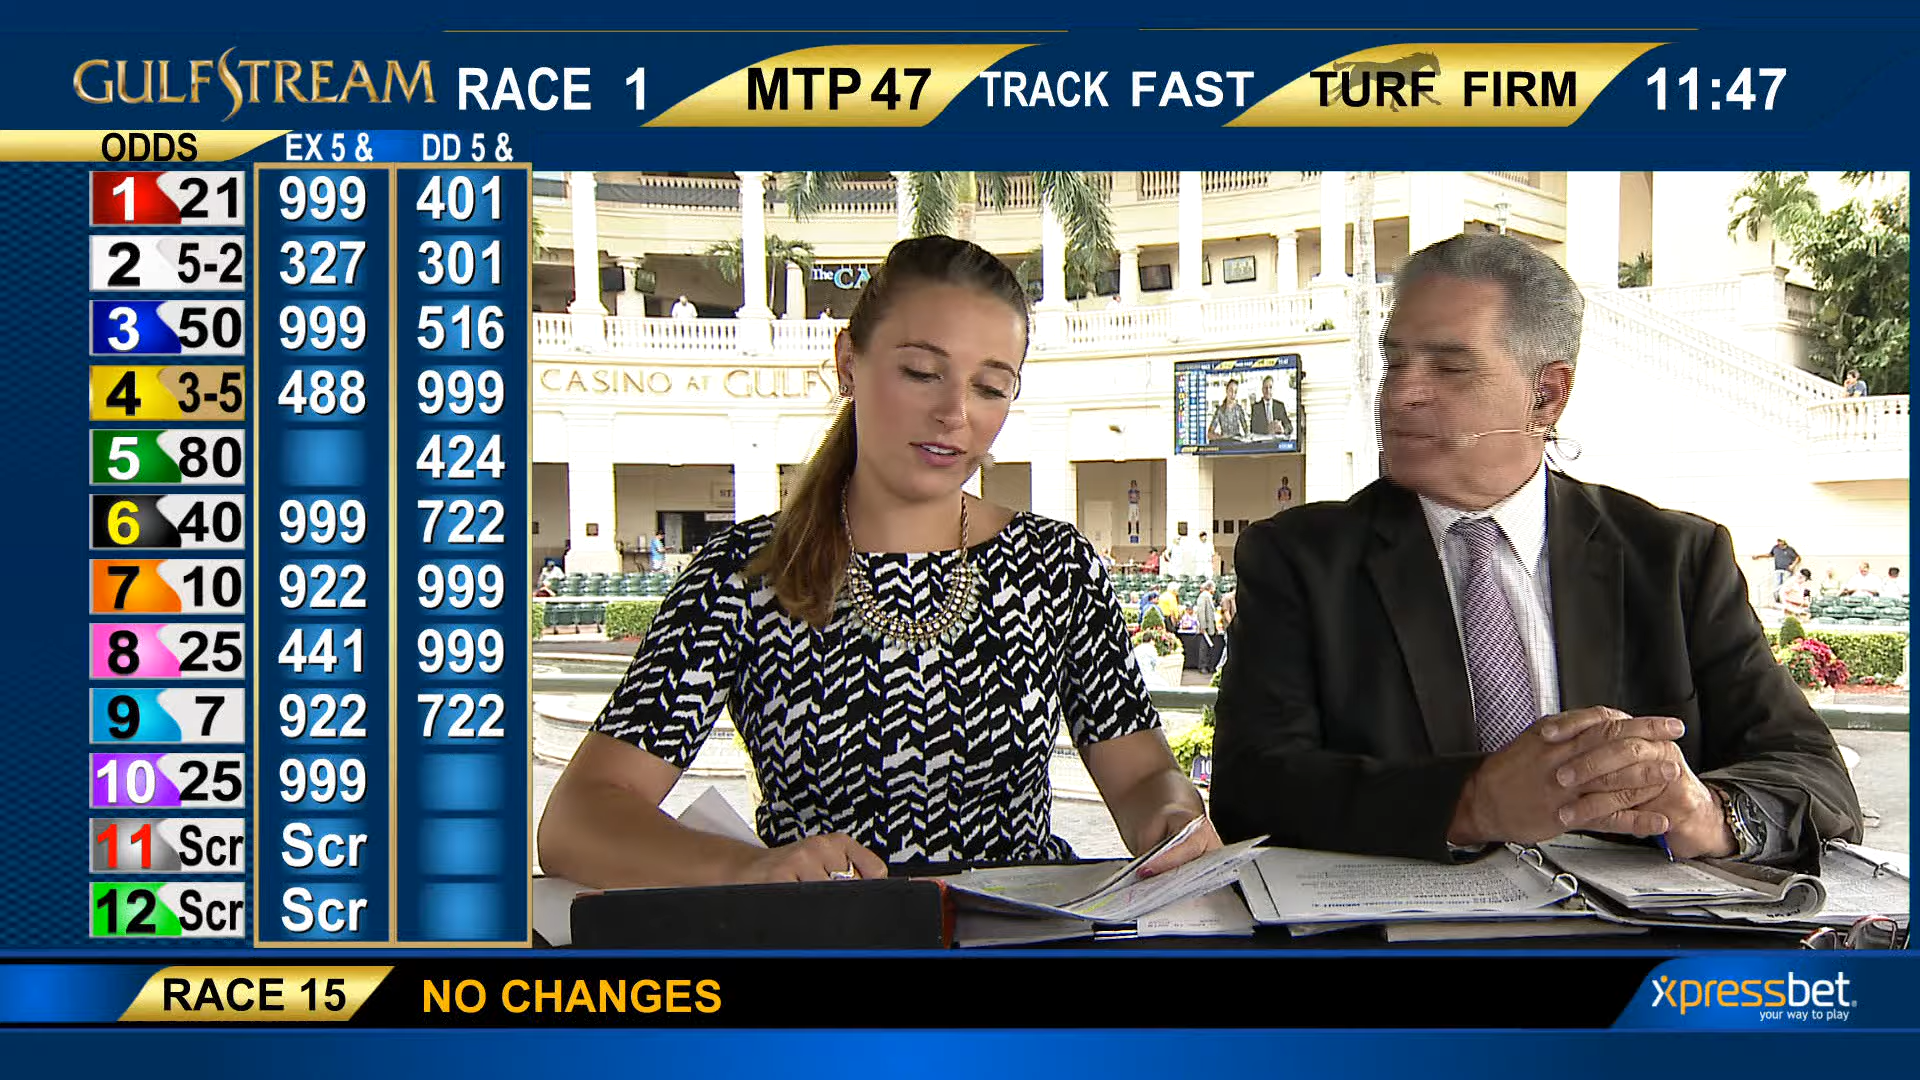 GULFSTREAM RACE 1 MTP 47 TRACK FAST TURF FIRM 11:47
ODDS EX 5 & DD 5 &
1 21 999 401
2 5-2 327 301
3 50 999 516
4 3-5 488 999
5 80 424
6 40 999 722
7 10 922 999
8 25 441 999
9 7 922 722
10 25 999
11 Scr Scr
12 Scr Scr
The CA
CASINO AT GULFS
RACE 15 NO CHANGES
xpressbet.
your way to play